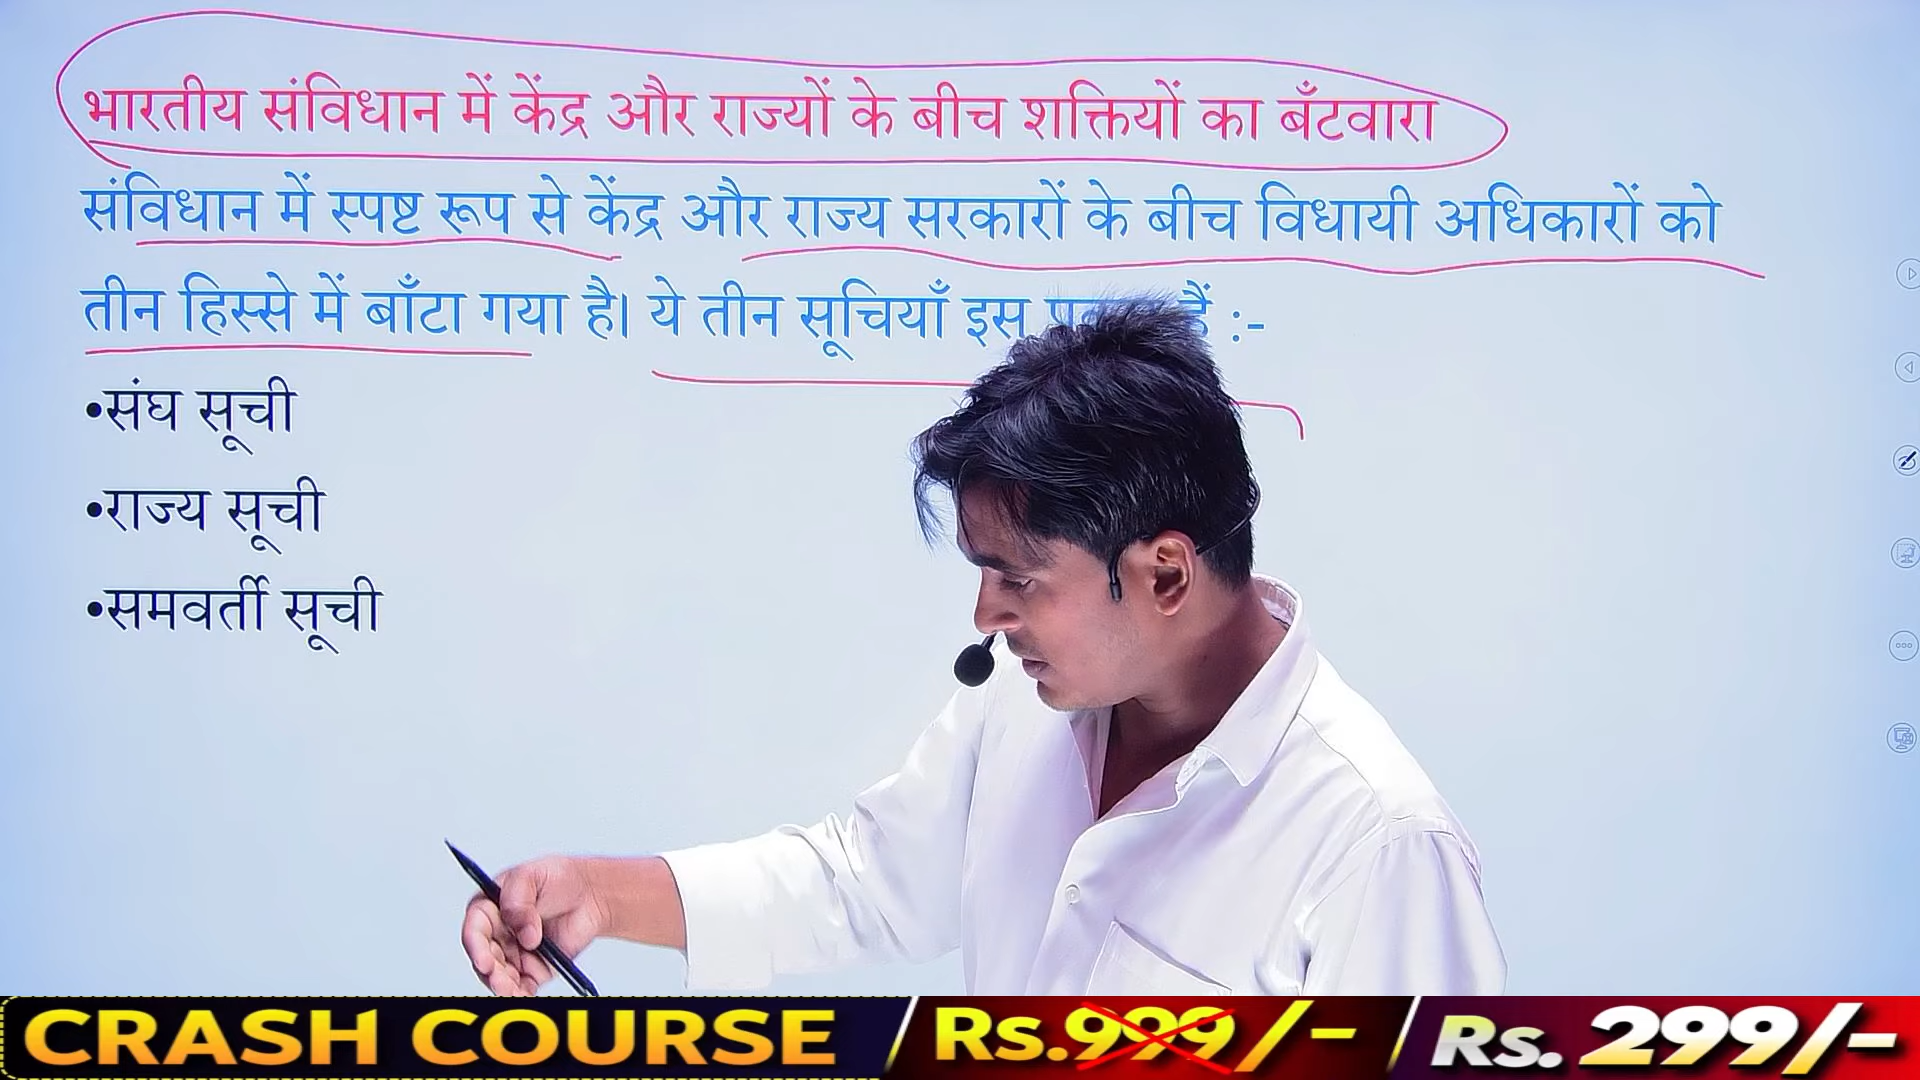 भारतीय संविधान में केंद्र और राज्यों के बीच शक्तियों का बँटवारा
संविधान में स्पष्ट रूप से केंद्र और राज्य सरकारों के बीच विधायी अधिकारों को
तीन हिस्से में बाँटा गया है। ये तीन सूचियाँ इस हैं :-
•संघ सूची
•राज्य सूची
•समवर्ती सूची
CRASH COURSE Rs.999/- Rs. 299/-